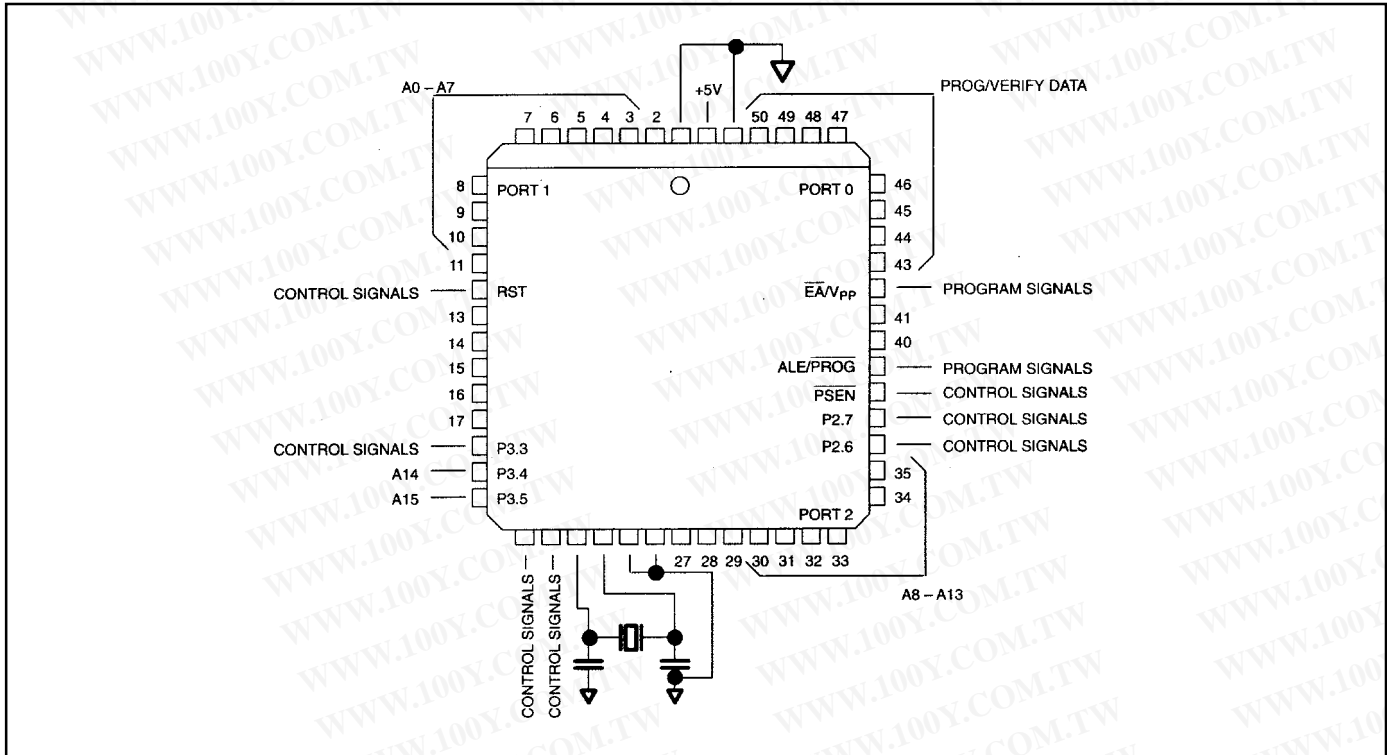 +5V
A0 – A7
PROG/VERIFY DATA
7 6 5 4 3 2 50 49 48 47
8 PORT 1 PORT 0 46
9 45
10 44
11 43
CONTROL SIGNALS RST EA/VPP PROGRAM SIGNALS
13 41
14 40
15 ALE/PROG PROGRAM SIGNALS
16 PSEN CONTROL SIGNALS
17 P2.7 CONTROL SIGNALS
CONTROL SIGNALS P3.3 P2.6 CONTROL SIGNALS
A14 P3.4 35
A15 P3.5 34
PORT 2
27 28 29 30 31 32 33
A8 – A13
CONTROL SIGNALS
CONTROL SIGNALS
WWW.100Y.COM.TW